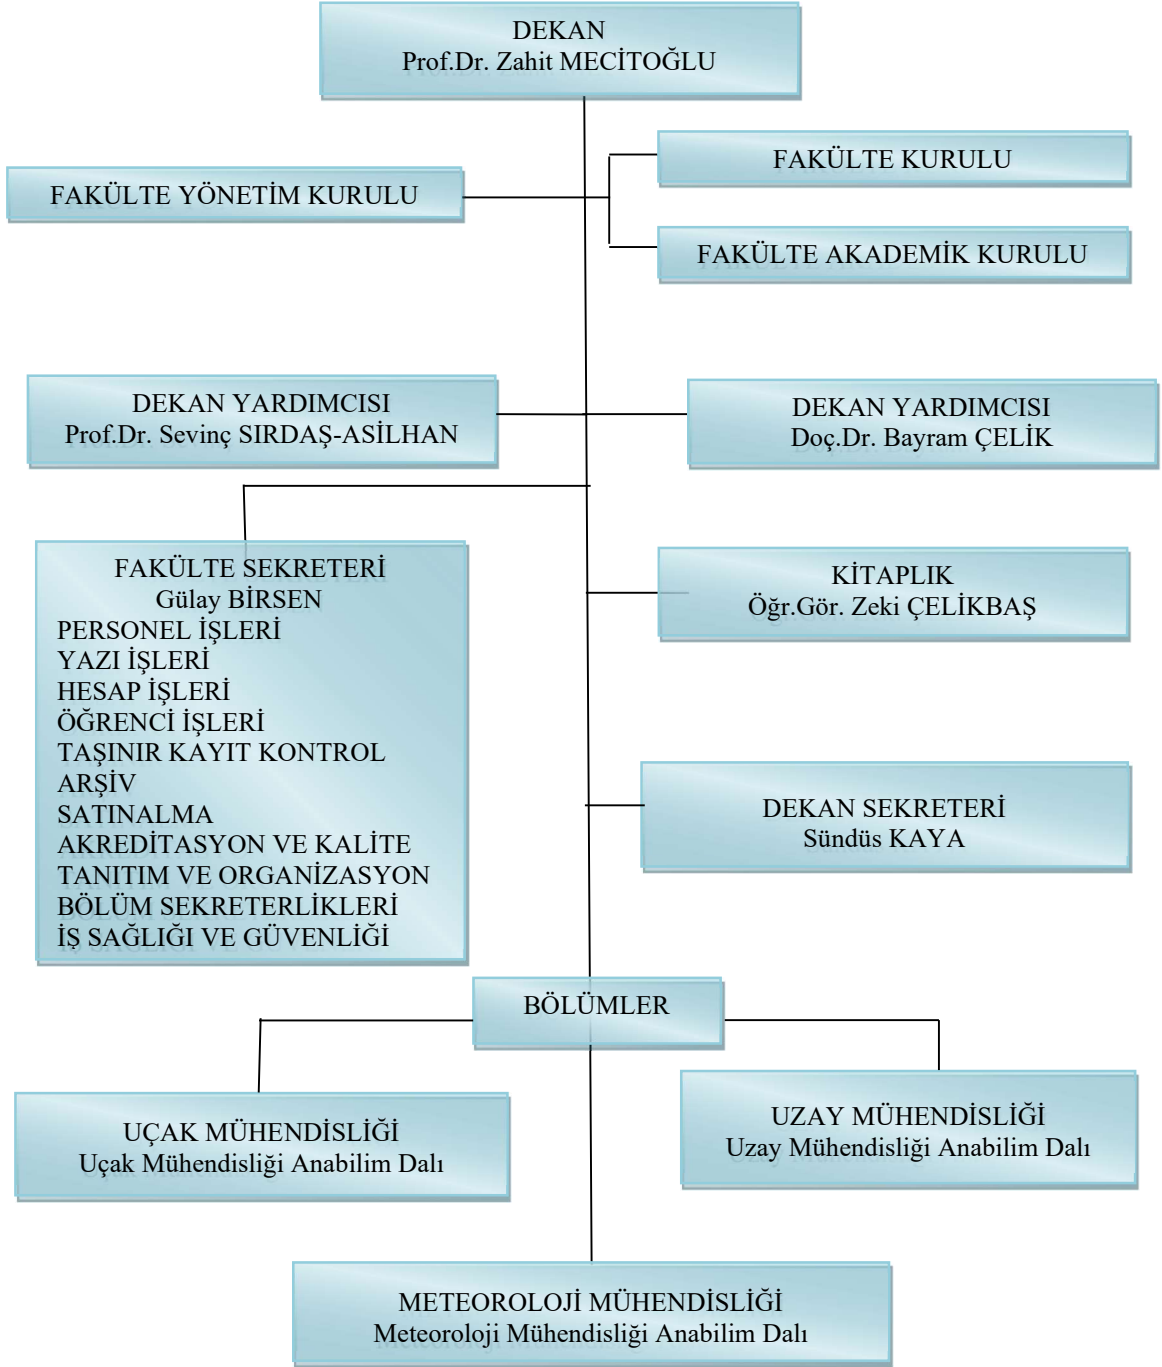 DEKAN
Prof.Dr. Zahit MECİTOĞLU
FAKÜLTE KURULU
FAKÜLTE YÖNETİM KURULU
FAKÜLTE AKADEMİK KURULU
DEKAN YARDIMCISI
Prof.Dr. Sevinç SIRDAŞ-ASİLHAN
DEKAN YARDIMCISI
Doç.Dr. Bayram ÇELİK
FAKÜLTE SEKRETERİ
Gülay BİRSEN
PERSONEL İŞLERİ
YAZI İŞLERİ
HESAP İŞLERİ
ÖĞRENCİ İŞLERİ
TAŞINIR KAYIT KONTROL
ARŞİV
SATINALMA
AKREDİTASYON VE KALİTE
TANITIM VE ORGANİZASYON
BÖLÜM SEKRETERLİKLERİ
İŞ SAĞLIĞI VE GÜVENLİĞİ
KİTAPLIK
Öğr.Gör. Zeki ÇELİKBAŞ
DEKAN SEKRETERİ
Sündüs KAYA
BÖLÜMLER
UÇAK MÜHENDİSLİĞİ
Uçak Mühendisliği Anabilim Dalı
UZAY MÜHENDİSLİĞİ
Uzay Mühendisliği Anabilim Dalı
METEOROLOJİ MÜHENDİSLİĞİ
Meteoroloji Mühendisliği Anabilim Dalı